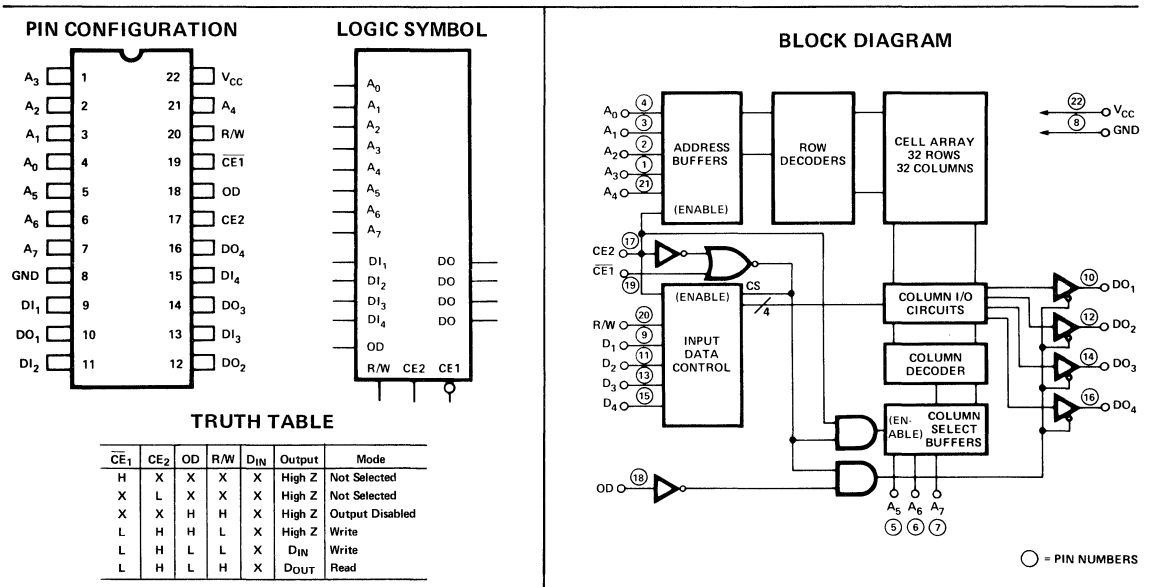 PIN CONFIGURATION
A3 1 22 VCC
A2 2 21 A4
A1 3 20 R/W
A0 4 19 C̅E̅1̅
A5 5 18 OD
A6 6 17 CE2
A7 7 16 DO4
GND 8 15 DI4
DI1 9 14 DO3
DO1 10 13 DI3
DI2 11 12 DO2
LOGIC SYMBOL
A0
A1
A2
A3
A4
A5
A6
A7
DI1 DO
DI2 DO
DI3 DO
DI4 DO
OD
R/W CE2 CE1
TRUTH TABLE
C̅E̅1 CE2 OD R/W DIN Output Mode
H X X X X High Z Not Selected
X L X X X High Z Not Selected
X X H H X High Z Output Disabled
L H H L X High Z Write
L H L L X DIN Write
L H L H X DOUT Read
BLOCK DIAGRAM
A0 4
A1 3
A2 2
A3 1
A4 21
ADDRESS
BUFFERS
(ENABLE)
ROW
DECODERS
CELL ARRAY
32 ROWS
32 COLUMNS
22 VCC
8 GND
CE2 17
C̅E̅1̅ 19
CS
4
(ENABLE)
INPUT
DATA
CONTROL
R/W 20
D1 9
D2 11
D3 13
D4 15
COLUMN I/O
CIRCUITS
COLUMN
DECODER
(EN-
ABLE)
COLUMN
SELECT
BUFFERS
10 DO1
12 DO2
14 DO3
16 DO4
OD 18
A5 A6 A7
5 6 7
= PIN NUMBERS